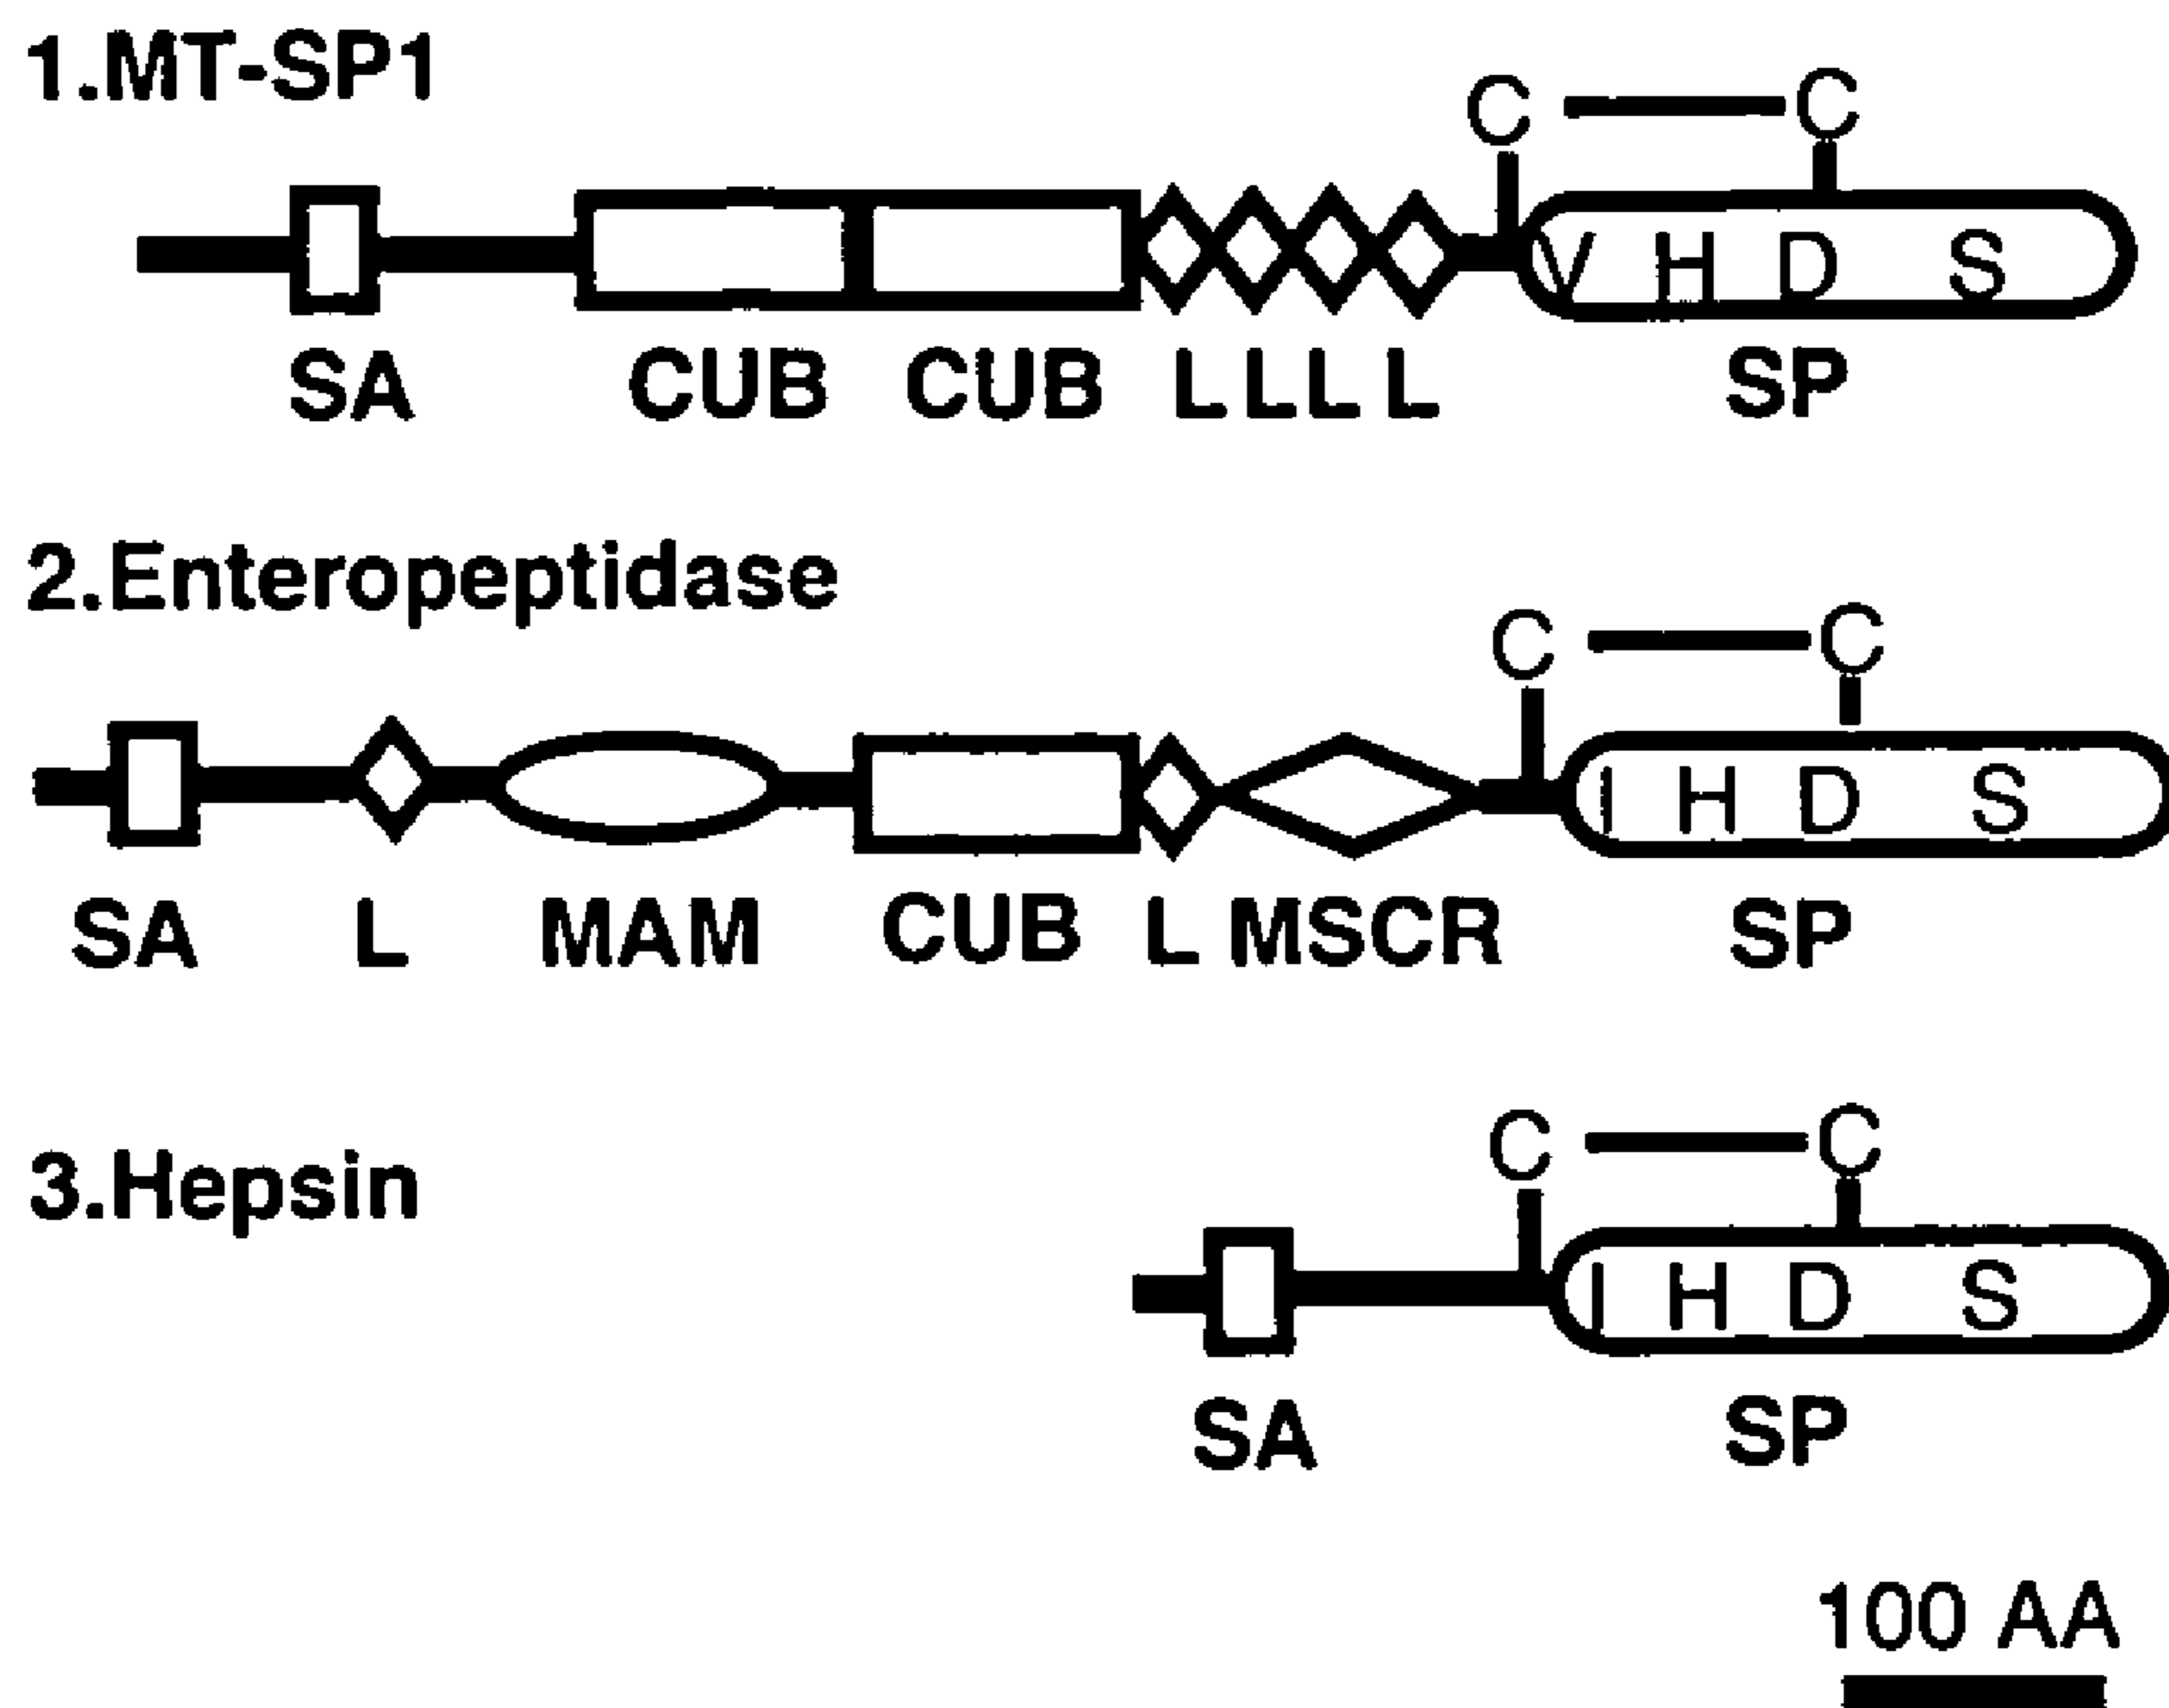 1.MT-SP1
C C
V H D S
SA CUB CUB L L L L SP
2.Enteropeptidase
C C
I H D S
SA L MAM CUB L MSCR SP
3.Hepsin
C C
I H D S
SA SP
100 AA